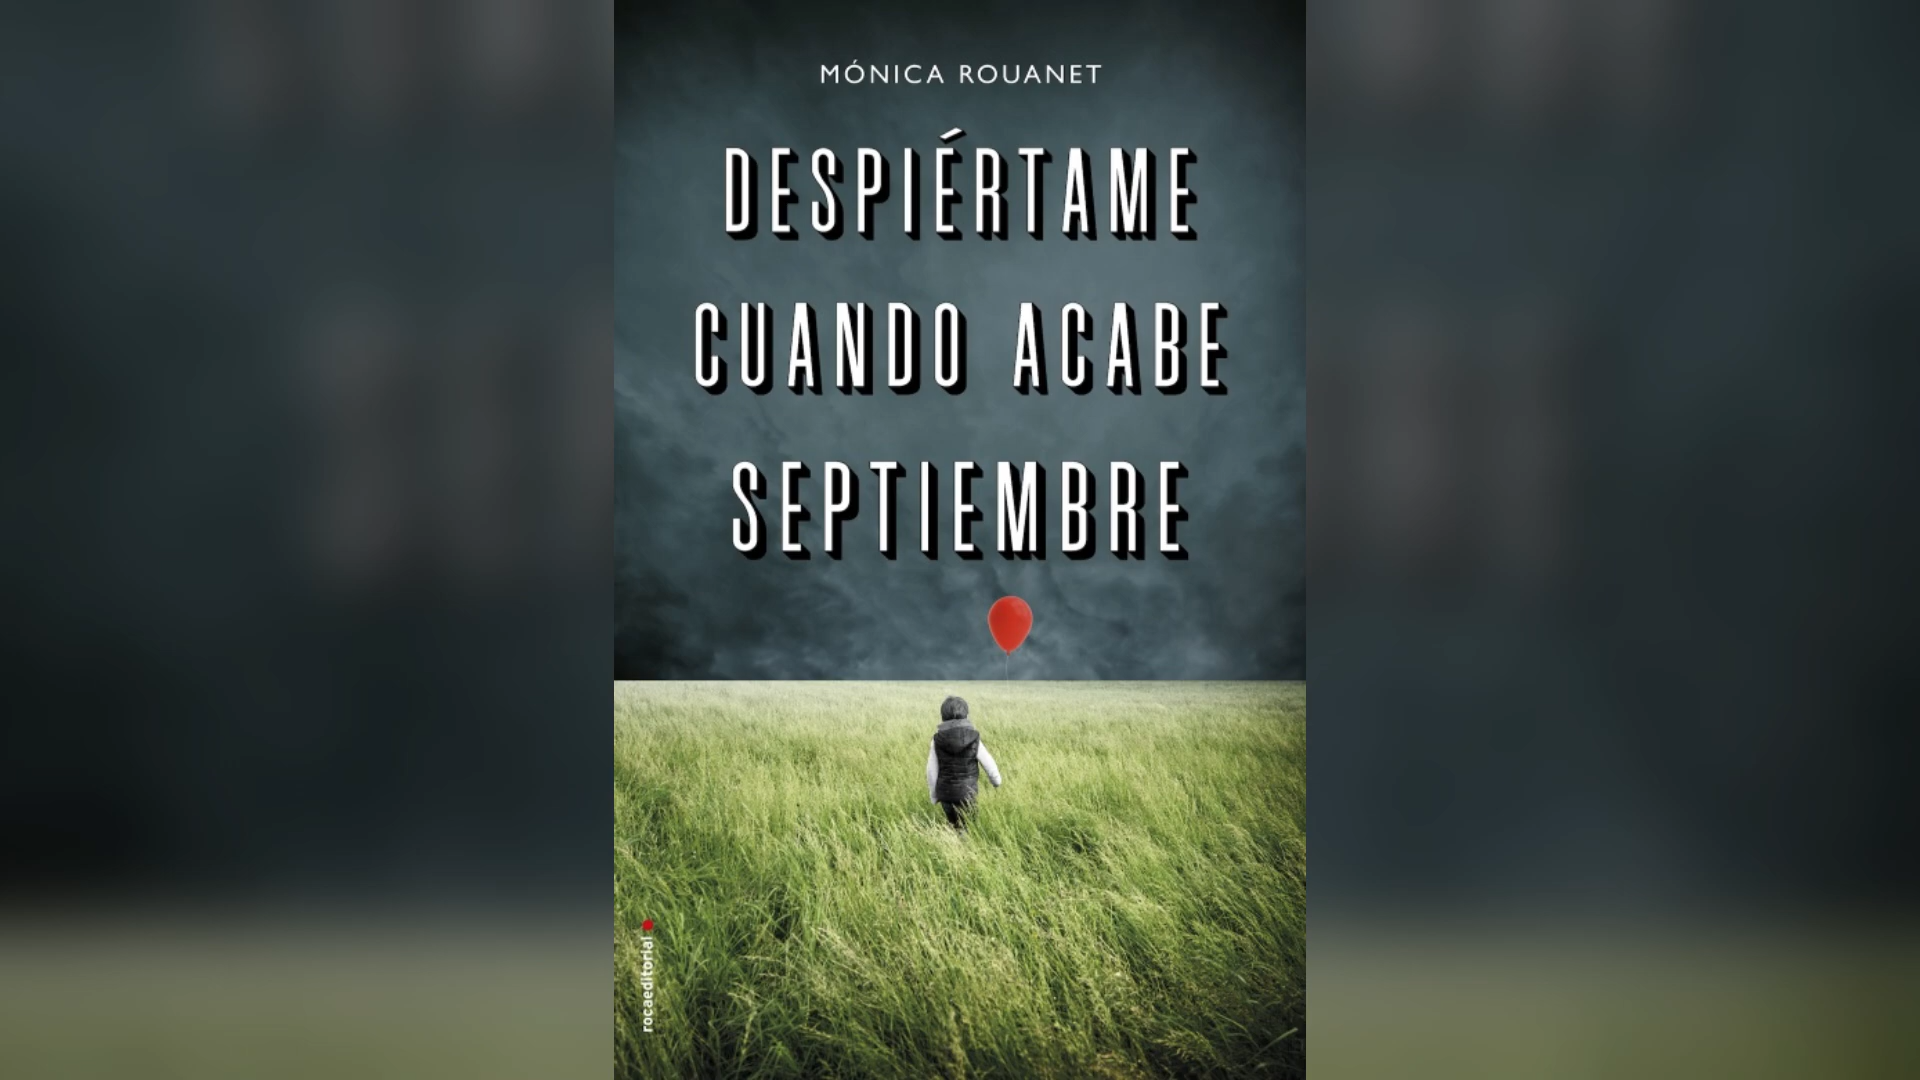 MÓNICA ROUANET
DESPIÉRTAME
CUANDO ACABE
SEPTIEMBRE
rocaeditorial